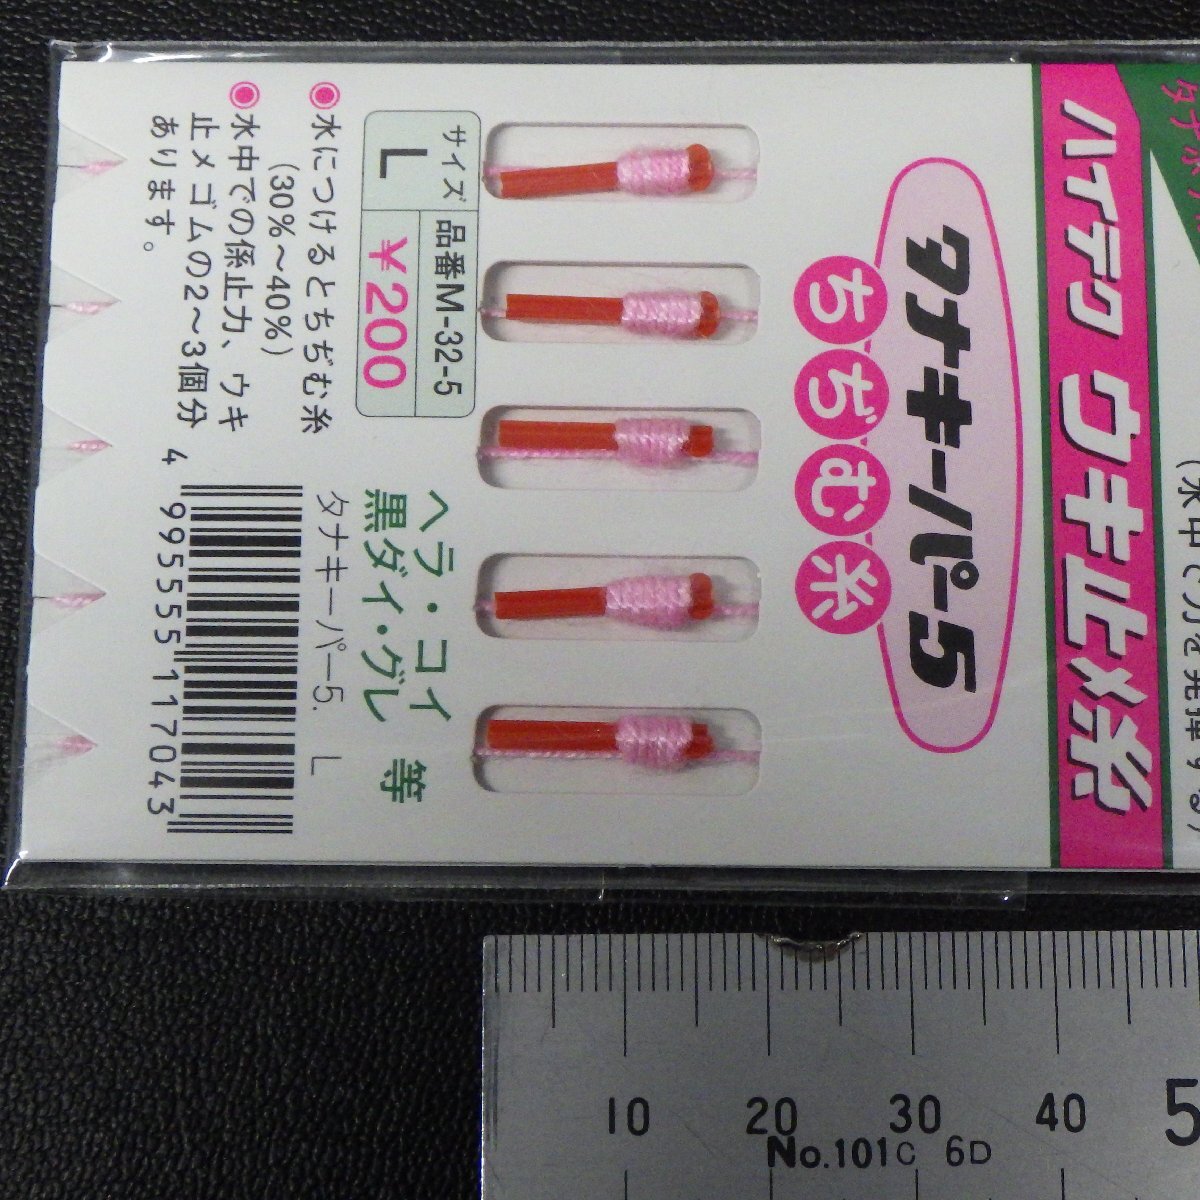 ハイテク ウキ止メ糸
タナキーパー5
ちぢむ糸
サイズ 品番M-32-5
L ¥200
◉水につけるとちぢむ糸
(30%〜40%)
◉水中での係止力、ウキ
止メゴムの2〜3個分
あります。
ヘラ・コイ
黒ダイ・グレ 等
タナキーパー5. L
4 995555 117043
10 20 30 40 5
No.101C 6D